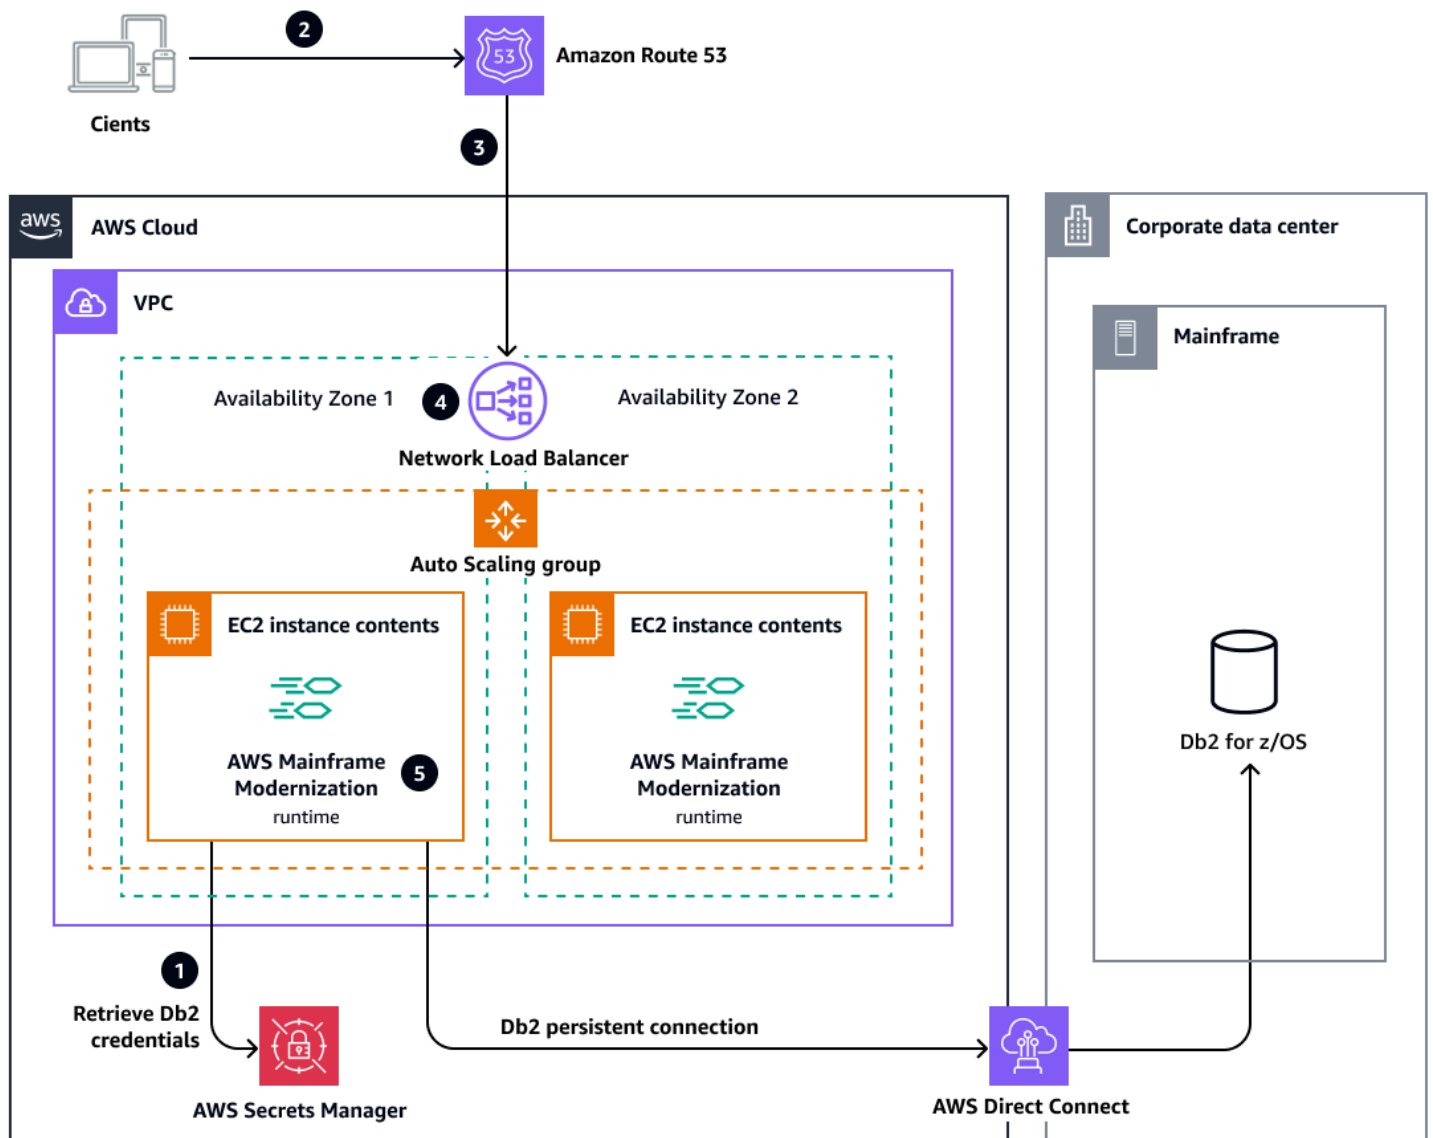 2
53
Amazon Route 53
Cients
3
aws
AWS Cloud
Corporate data center
VPC
Mainframe
Availability Zone 1
4
Availability Zone 2
Network Load Balancer
Auto Scaling group
EC2 instance contents
EC2 instance contents
AWS Mainframe
Modernization
runtime
5
AWS Mainframe
Modernization
runtime
Db2 for z/OS
1
Retrieve Db2
credentials
Db2 persistent connection
AWS Secrets Manager
AWS Direct Connect